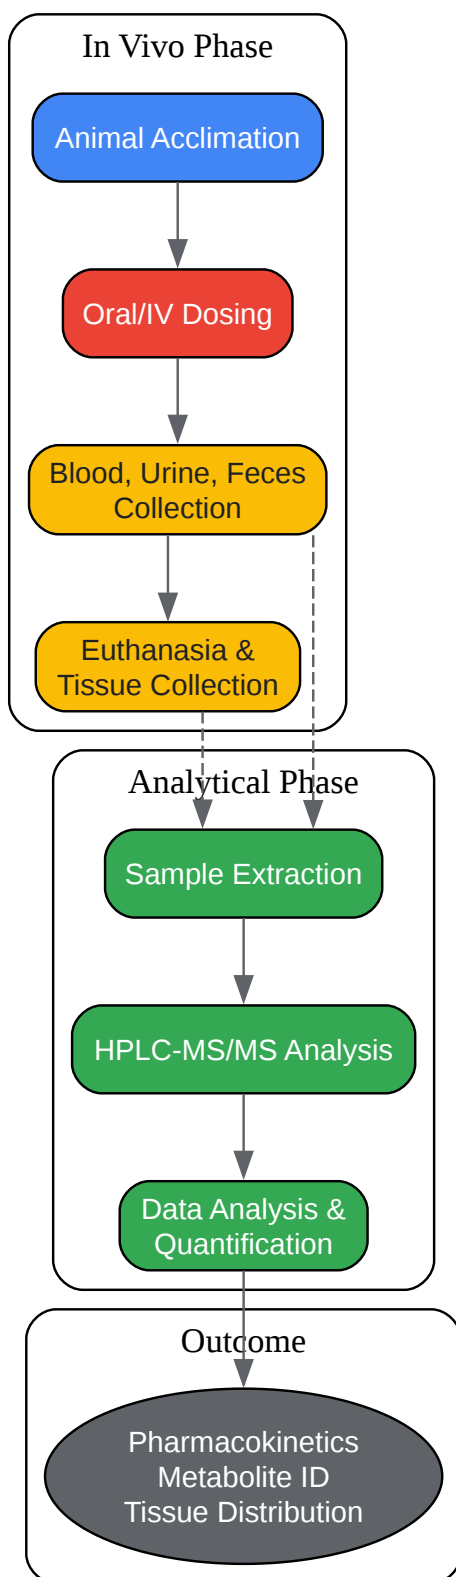 In Vivo Phase
Animal Acclimation
Oral/IV Dosing
Blood, Urine, Feces
Collection
Euthanasia &
Tissue Collection
Analytical Phase
Sample Extraction
HPLC-MS/MS Analysis
Data Analysis &
Quantification
Outcome
Pharmacokinetics
Metabolite ID
Tissue Distribution